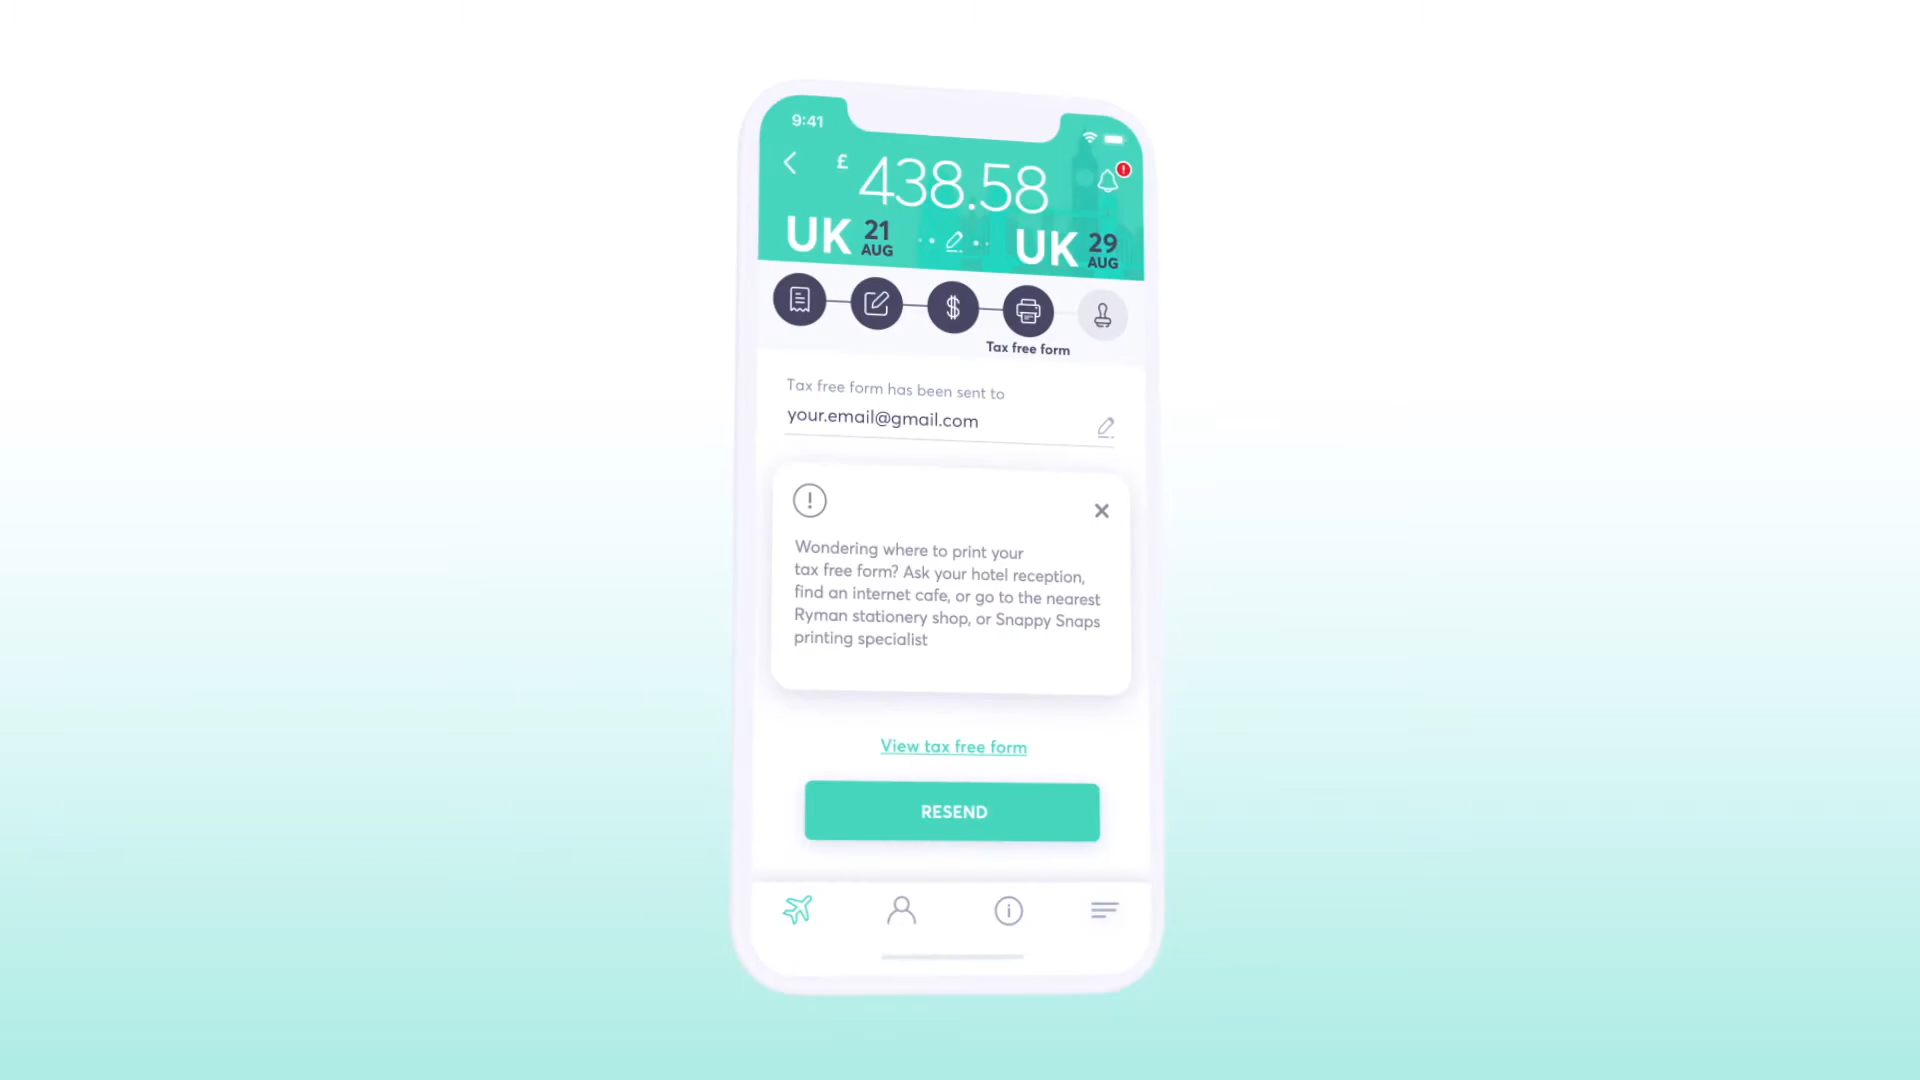 9:41
£ 438.58
UK 21 AUG UK 29 AUG
Tax free form
Tax free form has been sent to
your.email@gmail.com
Wondering where to print your
tax free form? Ask your hotel reception,
find an internet cafe, or go to the nearest
Ryman stationery shop, or Snappy Snaps
printing specialist
View tax free form
RESEND